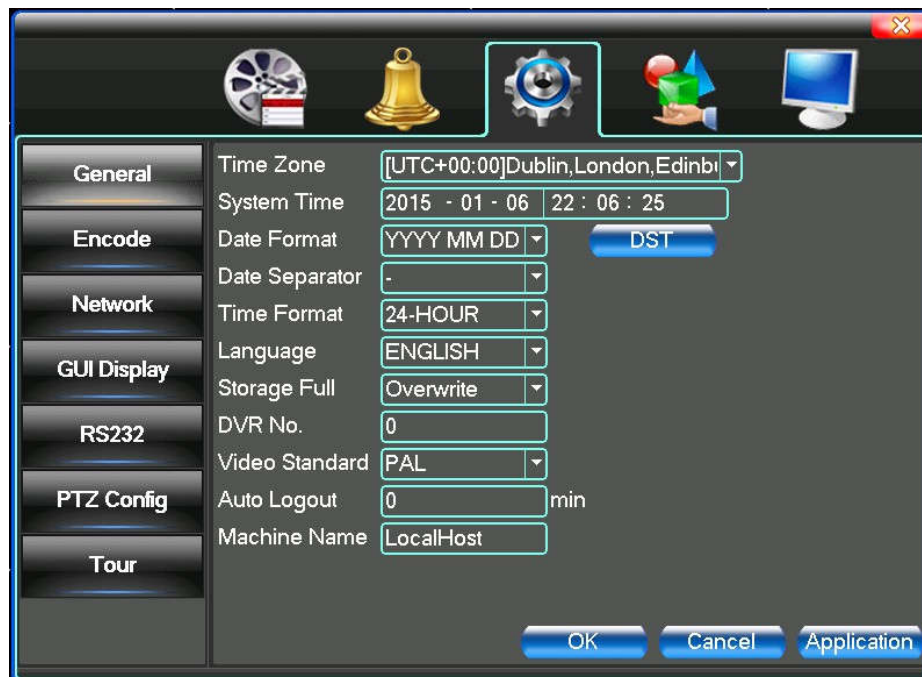 General
Encode
Network
GUI Display
RS232
PTZ Config
Tour
Time Zone [UTC+00:00]Dublin,London,Edinbu
System Time 2015 - 01 - 06 22 : 06 : 25
Date Format YYYY MM DD DST
Date Separator -
Time Format 24-HOUR
Language ENGLISH
Storage Full Overwrite
DVR No. 0
Video Standard PAL
Auto Logout 0 min
Machine Name LocalHost
OK Cancel Application